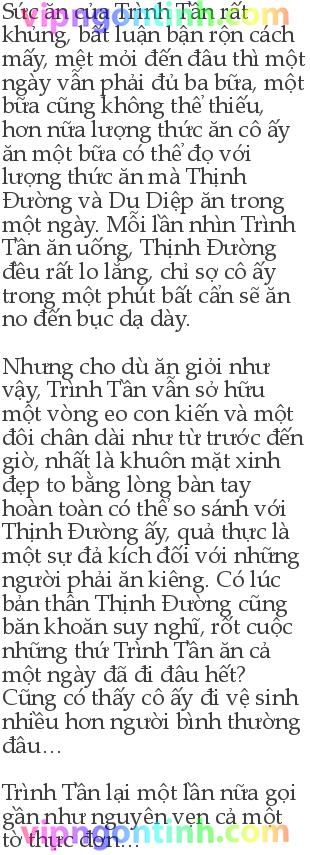 Sức ăn của Trình Tần rất
khủng, bất luận bận rộn cách
mấy, mệt mỏi đến đâu thì một
ngày vẫn phải đủ ba bữa, một
bữa cũng không thể thiếu,
hơn nữa lượng thức ăn cô ấy
ăn một bữa có thể đọ với
lượng thức ăn mà Thịnh
Đường và Du Diệp ăn trong
một ngày. Mỗi lần nhìn Trình
Tần ăn uống, Thịnh Đường
đều rất lo lắng, chỉ sợ cô ấy
trong một phút bất cẩn sẽ ăn
no đến bục dạ dày.
Nhưng cho dù ăn giỏi như
vậy, Trình Tần vẫn sở hữu
một vòng eo con kiến và một
đôi chân dài như từ trước đến
giờ, nhất là khuôn mặt xinh
đẹp to bằng lòng bàn tay
hoàn toàn có thể so sánh với
Thịnh Đường ấy, quả thực là
một sự đả kích đối với những
người phải ăn kiêng. Có lúc
bản thân Thịnh Đường cũng
băn khoăn suy nghĩ, rốt cuộc
những thứ Trình Tần ăn cả
một ngày đã đi đâu hết?
Cũng có thấy cô ấy đi vệ sinh
nhiều hơn người bình thường
đâu…
Trình Tần lại một lần nữa gọi
gần như nguyên vẹn cả một
tờ thực đơn…
vipngontinh.com
vipngontinh.com